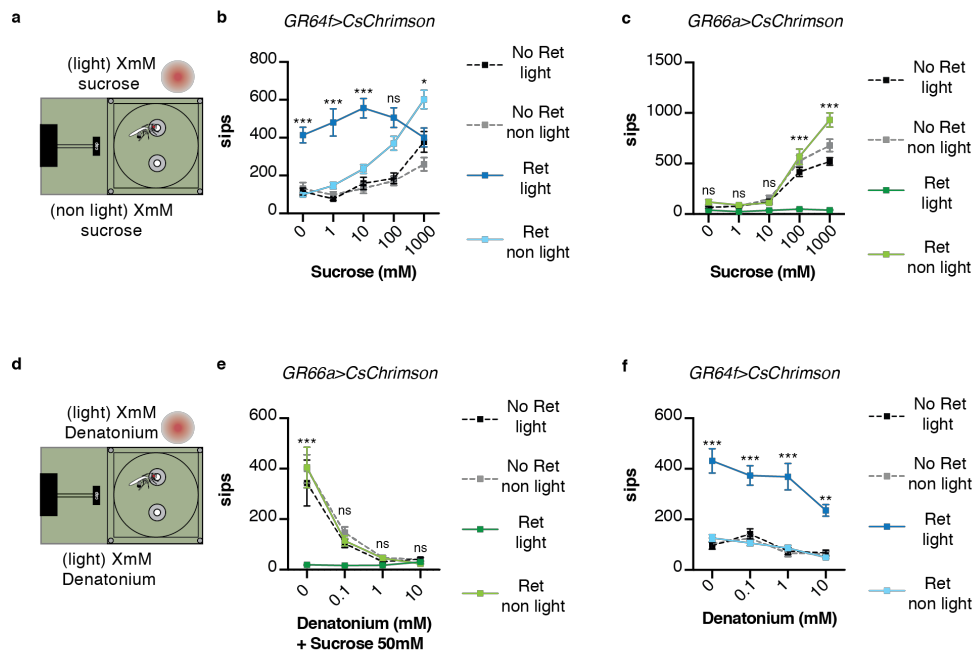 a
(light) XmM
sucrose
(non light) XmM
sucrose
b
GR64f>CsChrimson
800
600
400
200
0
sips
***
***
***
ns
*
0
1
10
100
1000
Sucrose (mM)
No Ret
light
No Ret
non light
Ret
light
Ret
non light
c
GR66a>CsChrimson
1500
1000
500
0
sips
ns
ns
ns
***
***
0
1
10
100
1000
Sucrose (mM)
No Ret
light
No Ret
non light
Ret
light
Ret
non light
d
(light) XmM
Denatonium
(light) XmM
Denatonium
e
GR66a>CsChrimson
600
400
200
0
sips
***
ns
ns
ns
0
0.1
1
10
Denatonium (mM)
+ Sucrose 50mM
No Ret
light
No Ret
non light
Ret
light
Ret
non light
f
GR64f>CsChrimson
600
400
200
0
sips
***
***
***
**
0
0.1
1
10
Denatonium (mM)
No Ret
light
No Ret
non light
Ret
light
Ret
non light